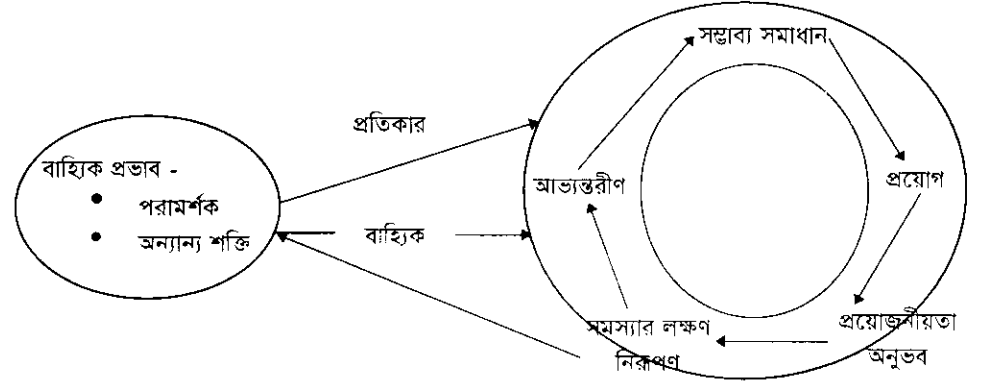 সম্ভাব্য সমাধান
প্রতিকার
বাহ্যিক প্রভাব -
• পরামর্শক
• অন্যান্য শক্তি
আভ্যন্তরীণ
প্রয়োগ
বাহ্যিক
সমস্যার লক্ষণ
নিরূপণ
প্রয়োজনীয়তা
অনুভব